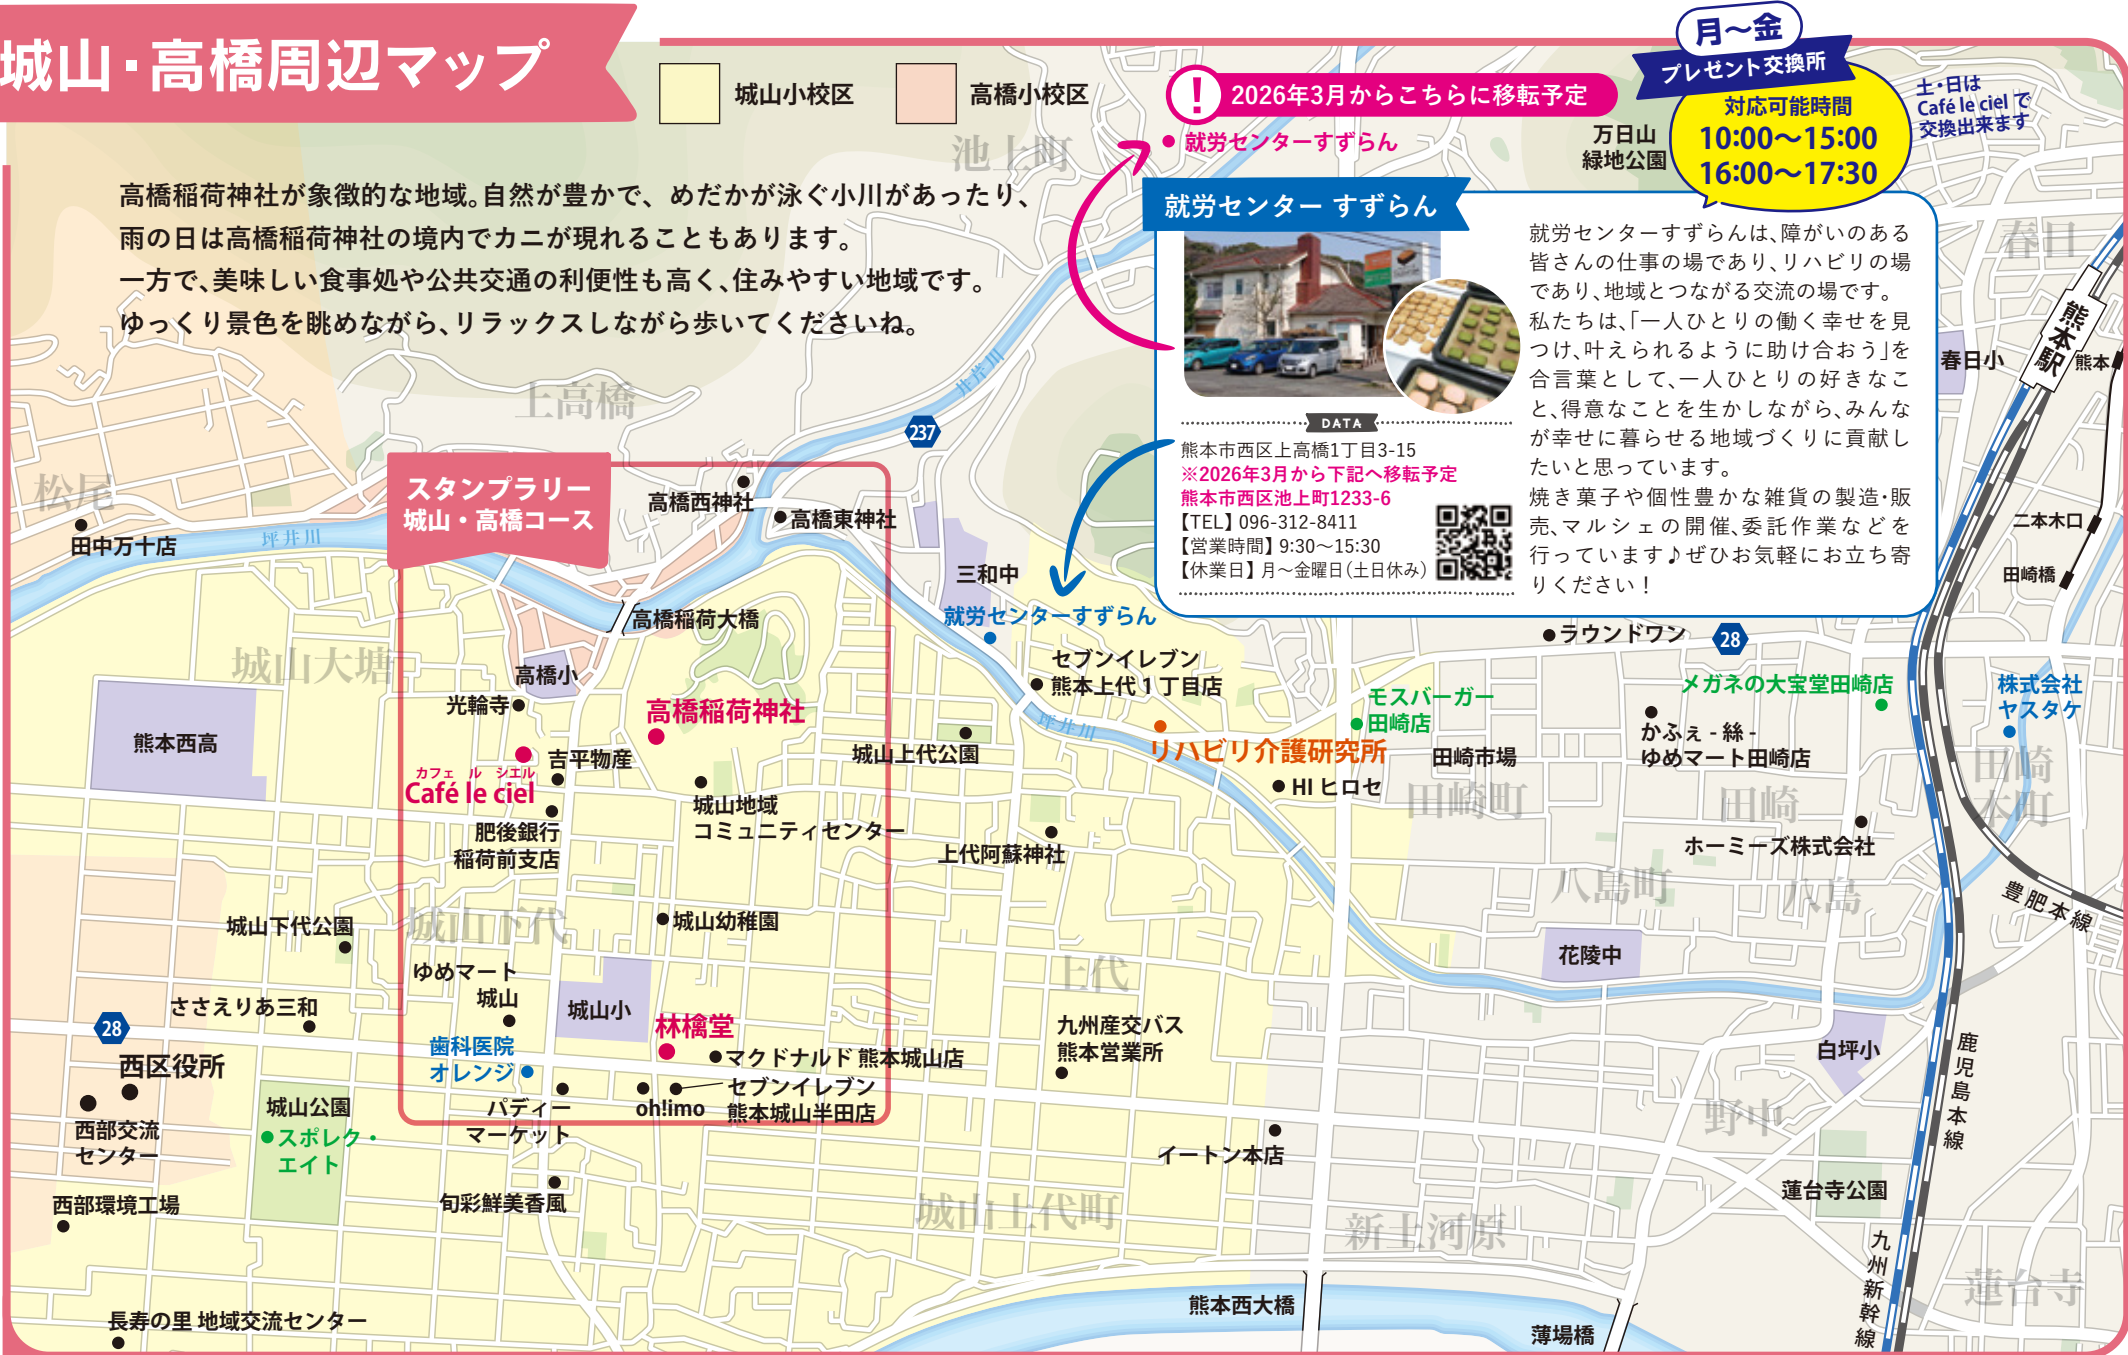 城山・高橋周辺マップ
城山小校区
高橋小校区
高橋稲荷神社が象徴的な地域。自然が豊かで、めだかが泳ぐ小川があったり、
雨の日は高橋稲荷神社の境内でカニが現れることもあります。
一方で、美味しい食事処や公共交通の利便性も高く、住みやすい地域です。
ゆっくり景色を眺めながら、リラックスしながら歩いてくださいね。
!
2026年3月からこちらに移転予定
就労センターすずらん
月～金
プレゼント交換所
対応可能時間
10:00～15:00
16:00～17:30
土・日は
Café le ciel で
交換出来ます
万日山
緑地公園
就労センター すずらん
DATA
熊本市西区上高橋1丁目3-15
※2026年3月から下記へ移転予定
熊本市西区池上町1233-6
【TEL】096-312-8411
【営業時間】9:30～15:30
【休業日】月～金曜日(土日休み)
就労センターすずらんは、障がいのある
皆さんの仕事の場であり、リハビリの場
であり、地域とつながる交流の場です。
私たちは、「一人ひとりの働く幸せを見
つけ、叶えられるように助け合おう」を
合言葉として、一人ひとりの好きなこ
と、得意なことを生かしながら、みんな
が幸せに暮らせる地域づくりに貢献し
たいと思っています。
焼き菓子や個性豊かな雑貨の製造・販
売、マルシェの開催、委託作業などを
行っています♪ぜひお気軽にお立ち寄
りください！
池上町
春日
熊本駅
熊本
春日小
二本木口
田崎橋
上高橋
井芹川
237
松尾
田中万十店
坪井川
スタンプラリー
城山・高橋コース
高橋西神社
高橋東神社
三和中
就労センターすずらん
高橋稲荷大橋
城山大塘
高橋小
光輪寺
高橋稲荷神社
熊本西高
カフェ ル シエル
Café le ciel
吉平物産
肥後銀行
稲荷前支店
城山地域
コミュニティセンター
城山上代公園
セブンイレブン
熊本上代1丁目店
坪井川
リハビリ介護研究所
HI ヒロセ
モスバーガー
田崎店
田崎市場
田崎町
ラウンドワン
28
メガネの大宝堂田崎店
かふぇ - 絲 -
ゆめマート田崎店
株式会社
ヤスタケ
田崎
田崎
本町
ホーミーズ株式会社
上代阿蘇神社
八島町
八島
豊肥本線
城山下代公園
城山下代
城山幼稚園
ゆめマート
城山
城山小
上代
花陵中
ささえりあ三和
28
西区役所
歯科医院
オレンジ
林檎堂
マクドナルド 熊本城山店
セブンイレブン
熊本城山半田店
oh!imo
パディー
マーケット
九州産交バス
熊本営業所
白坪小
鹿児島本線
西部交流
センター
城山公園
スポレク・
エイト
イートン本店
野中
蓮台寺公園
西部環境工場
旬彩鮮美香風
城山上代町
新土河原
九州新幹線
蓮台寺
長寿の里 地域交流センター
熊本西大橋
薄場橋